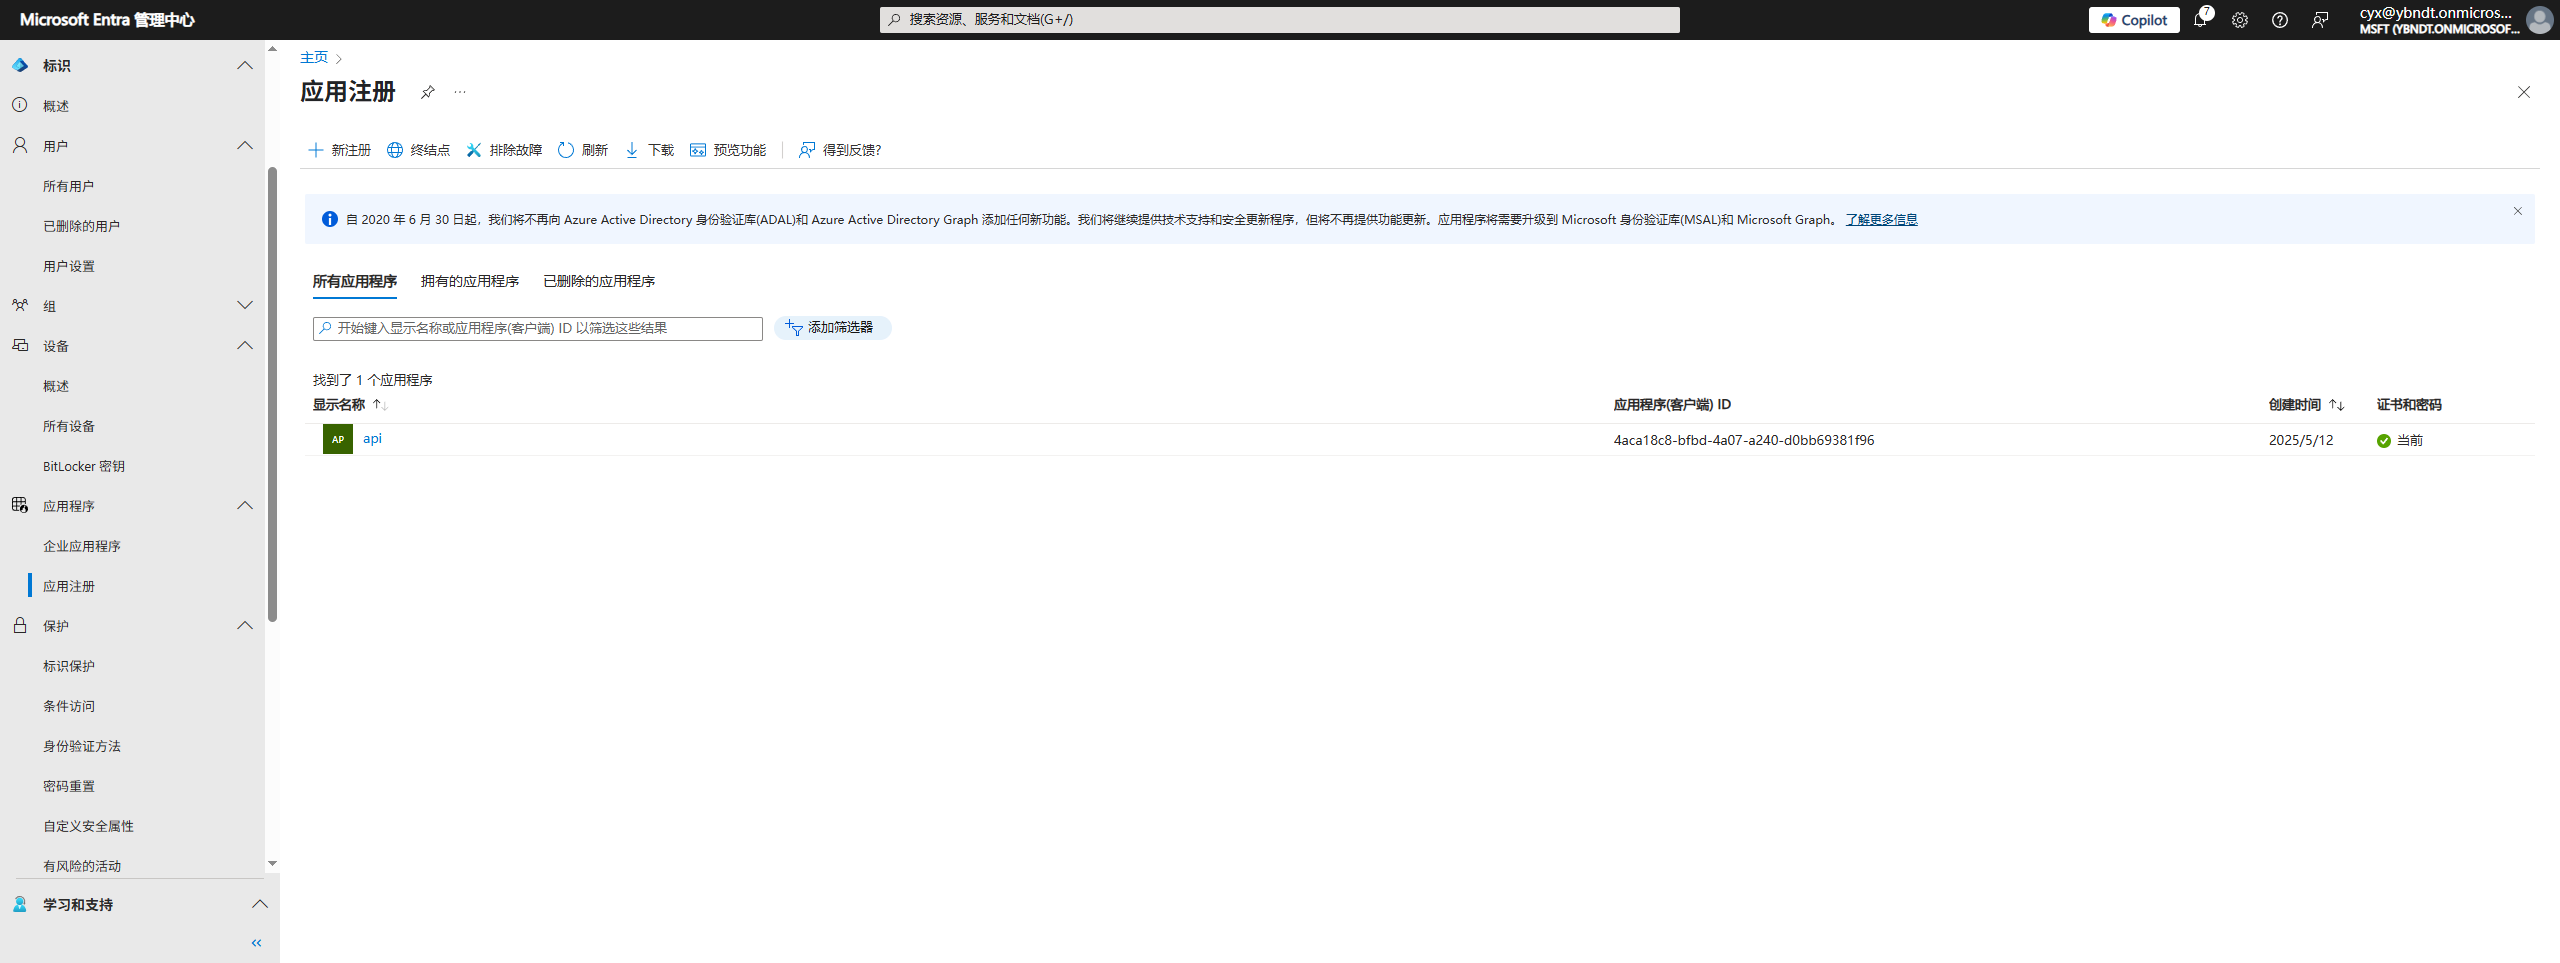 Microsoft Entra 管理中心
搜索资源、服务和文档(G+/)
Copilot
7
cyx@ybndt.onmicros...
MSFT (YBNDT.ONMICROSOF...
标识
概述
用户
所有用户
已删除的用户
用户设置
组
设备
概述
所有设备
BitLocker 密钥
应用程序
企业应用程序
应用注册
保护
标识保护
条件访问
身份验证方法
密码重置
自定义安全属性
有风险的活动
学习和支持
主页
应用注册
新注册
终结点
排除故障
刷新
下载
预览功能
得到反馈?
自 2020 年 6 月 30 日起，我们将不再向 Azure Active Directory 身份验证库(ADAL)和 Azure Active Directory Graph 添加任何新功能。我们将继续提供技术支持和安全更新程序，但将不再提供功能更新。应用程序将需要升级到 Microsoft 身份验证库(MSAL)和 Microsoft Graph。 了解更多信息
所有应用程序
拥有的应用程序
已删除的应用程序
开始键入显示名称或应用程序(客户端) ID 以筛选这些结果
添加筛选器
找到了 1 个应用程序
显示名称
应用程序(客户端) ID
创建时间
证书和密码
AP
api
4aca18c8-bfbd-4a07-a240-d0bb69381f96
2025/5/12
当前